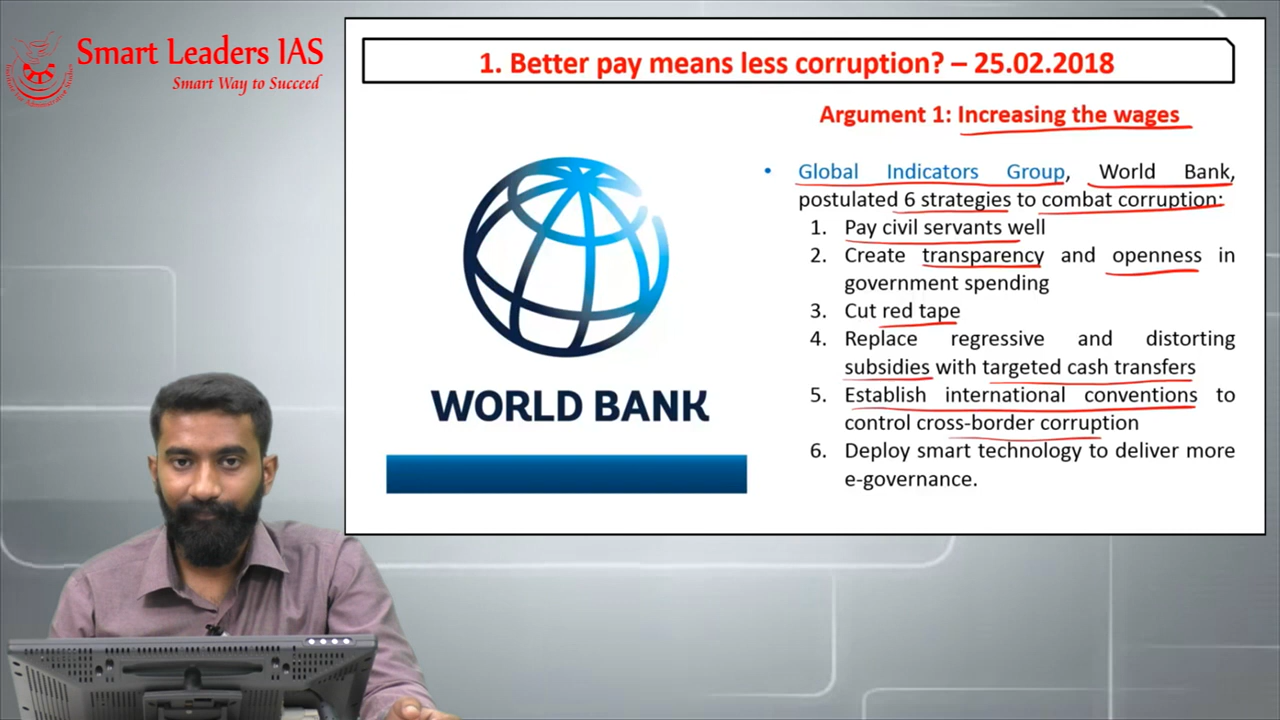 Smart Leaders IAS
Smart Way to Succeed
1. Better pay means less corruption? – 25.02.2018
Argument 1: Increasing the wages
• Global Indicators Group, World Bank,
postulated 6 strategies to combat corruption:
1. Pay civil servants well
2. Create transparency and openness in
government spending
3. Cut red tape
4. Replace regressive and distorting
subsidies with targeted cash transfers
5. Establish international conventions to
control cross-border corruption
6. Deploy smart technology to deliver more
e-governance.
WORLD BANK